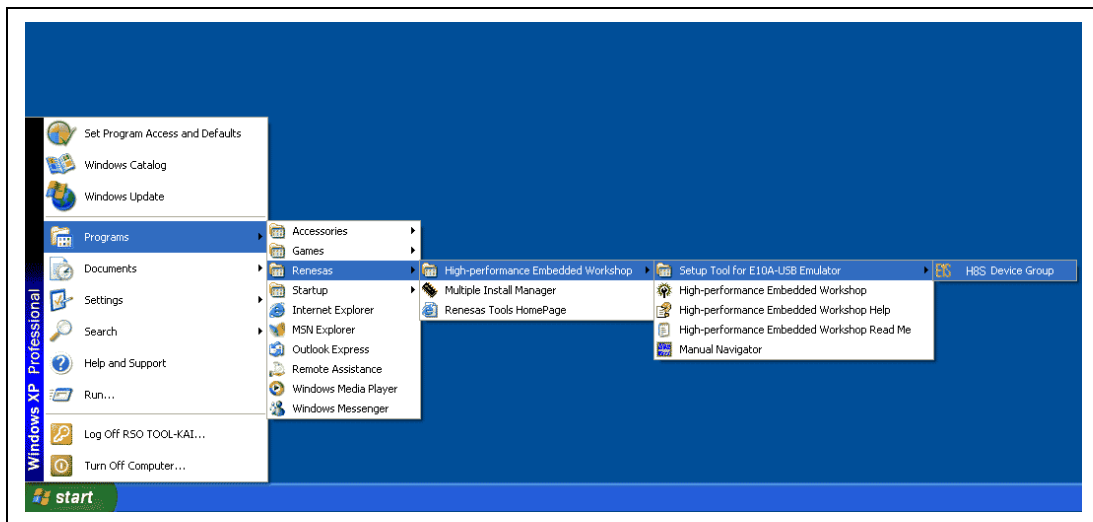 Set Program Access and Defaults
Windows Catalog
Windows Update
Programs
Documents
Settings
Search
Help and Support
Run...
Log Off RSO TOOL-KAI...
Turn Off Computer...
Windows XP Professional
start
Accessories
Games
Renesas
Startup
Internet Explorer
MSN Explorer
Outlook Express
Remote Assistance
Windows Media Player
Windows Messenger
High-performance Embedded Workshop
Multiple Install Manager
Renesas Tools HomePage
Setup Tool for E10A-USB Emulator
High-performance Embedded Workshop
High-performance Embedded Workshop Help
High-performance Embedded Workshop Read Me
Manual Navigator
H8S Device Group